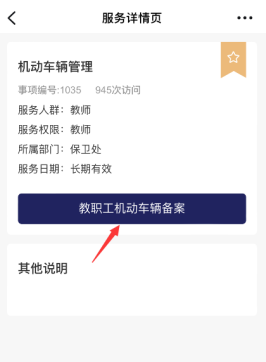 服务详情页
机动车辆管理
事项编号:1035 945次访问
服务人群：教师
服务权限：教师
所属部门：保卫处
服务日期：长期有效
教职工机动车辆备案
其他说明